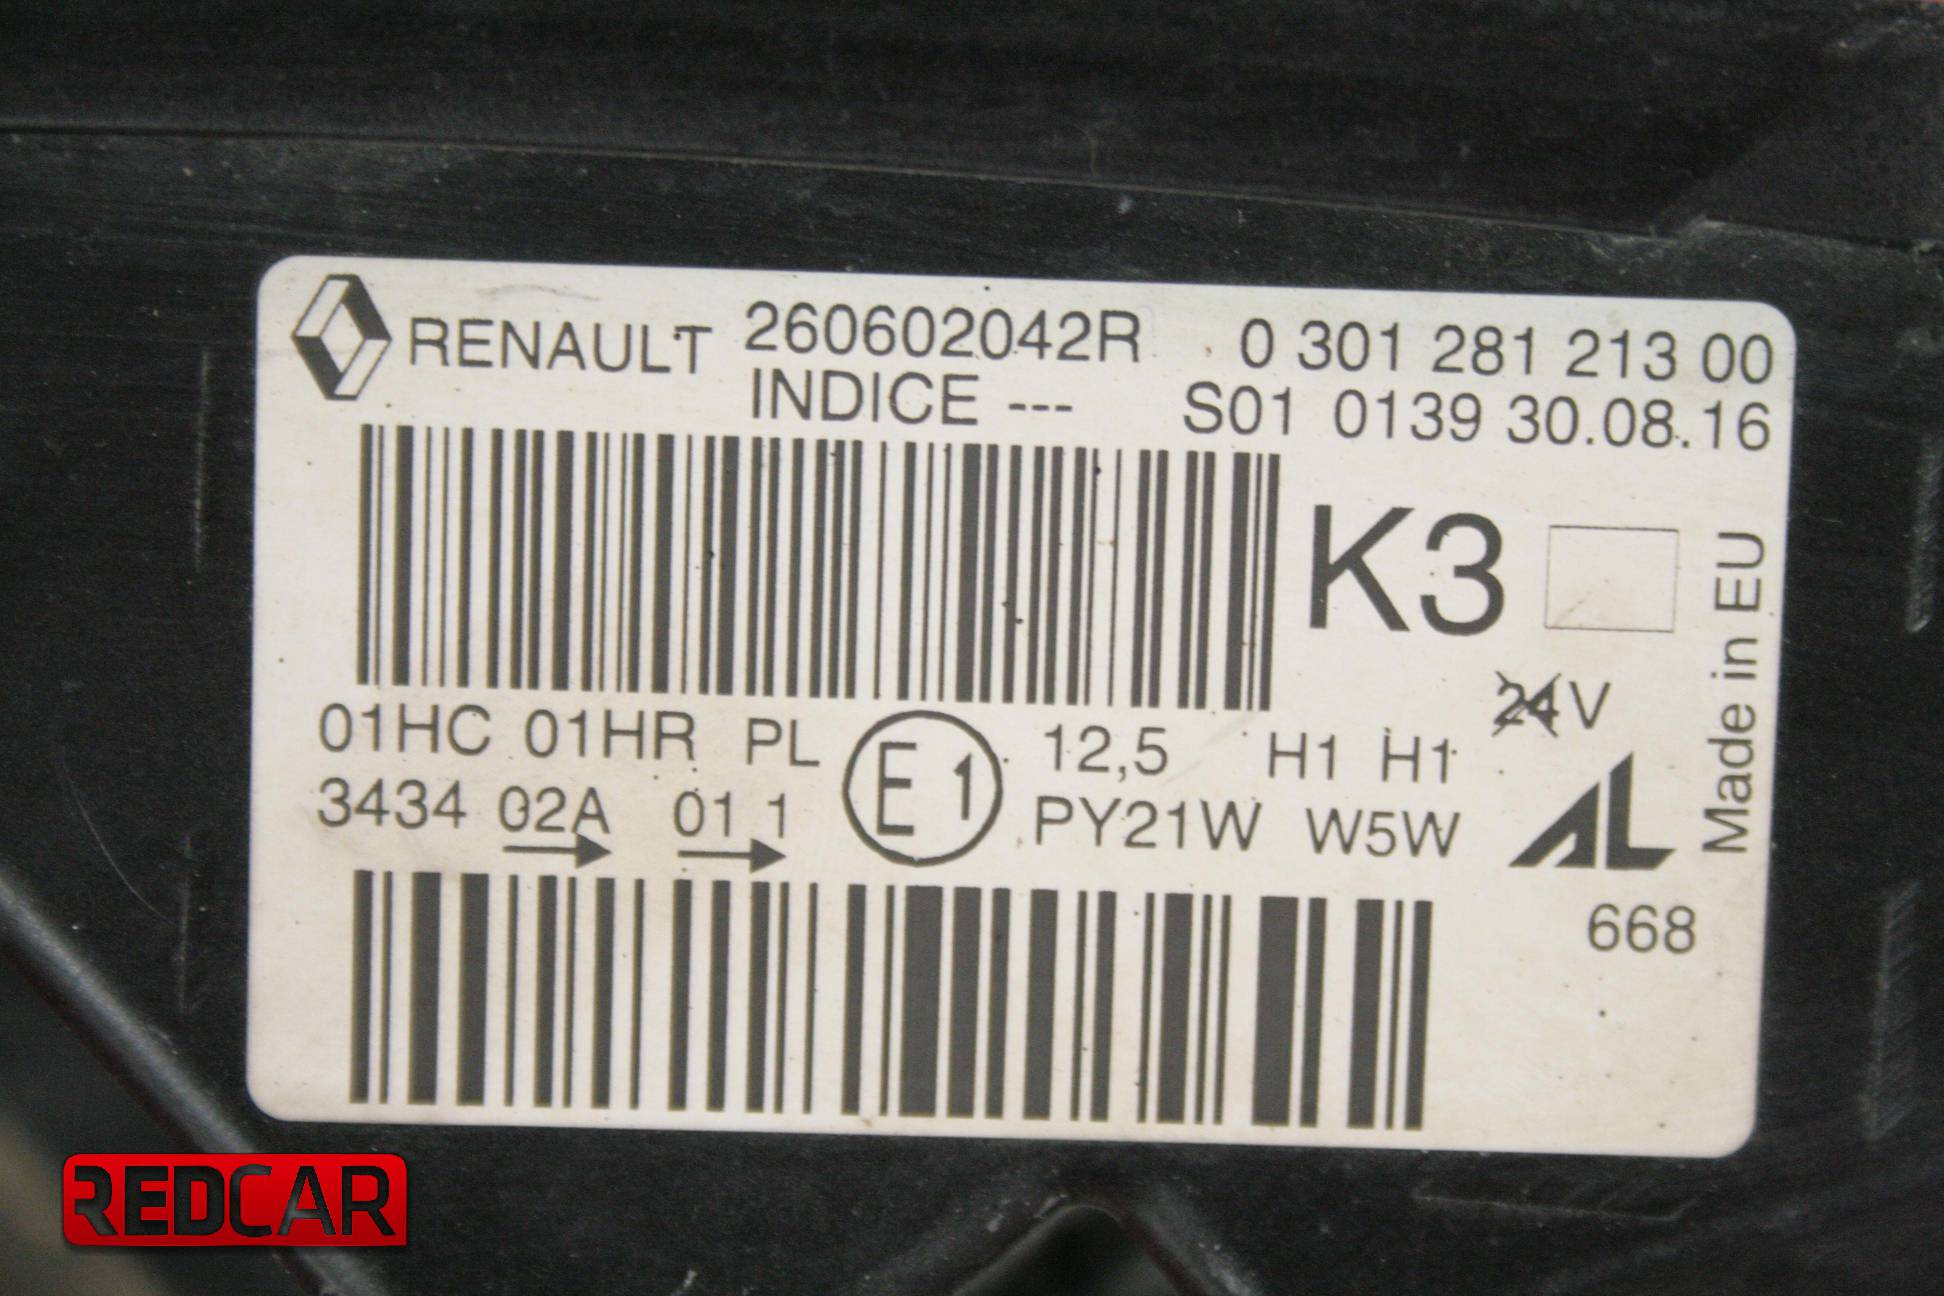 RENAULT 260602042R 0 301 281 213 00
INDICE --- S01 0139 30.08.16
K3
Made in EU
24V
01HC 01HR PL E1 12,5 H1 H1
3434 02A 01 1 PY21W W5W
AL
668
REDCAR